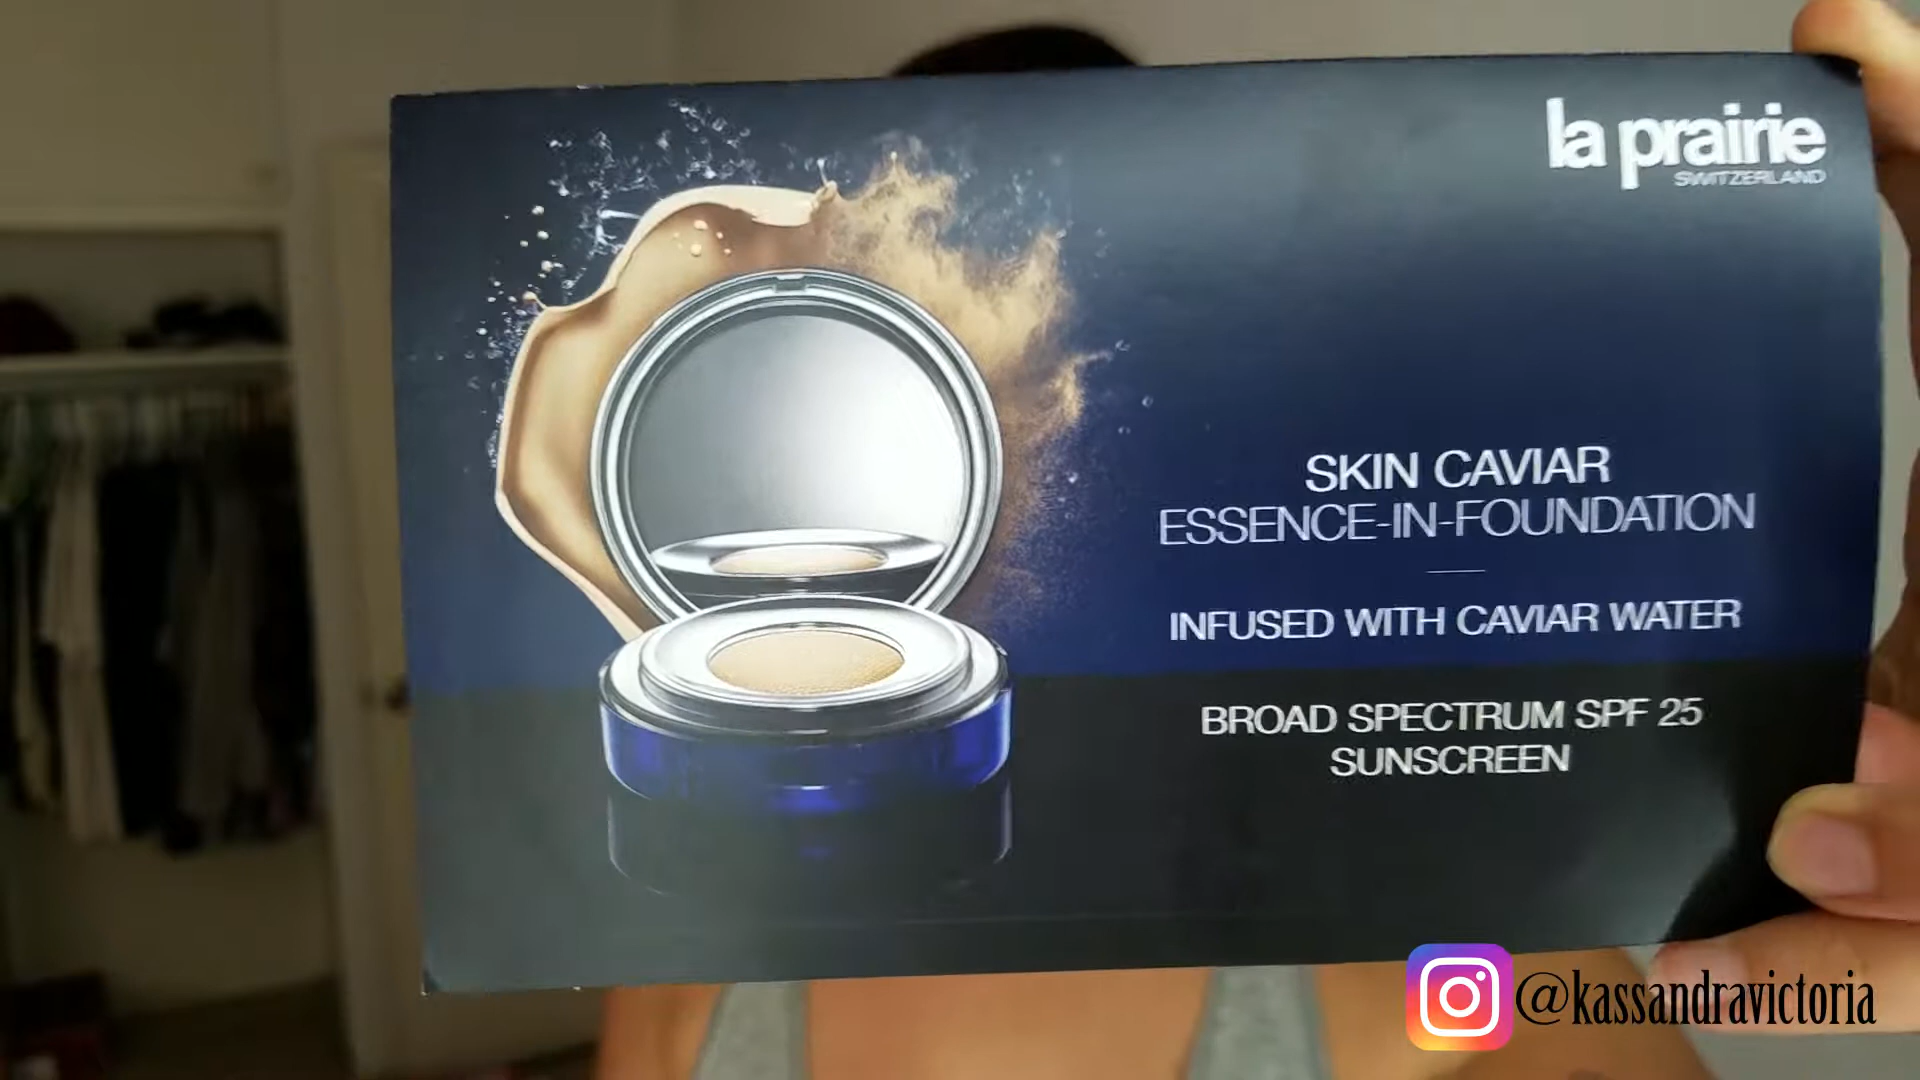 la prairie
SWITZERLAND
SKIN CAVIAR
ESSENCE-IN-FOUNDATION
INFUSED WITH CAVIAR WATER
BROAD SPECTRUM SPF 25
SUNSCREEN
@kassandravictoria